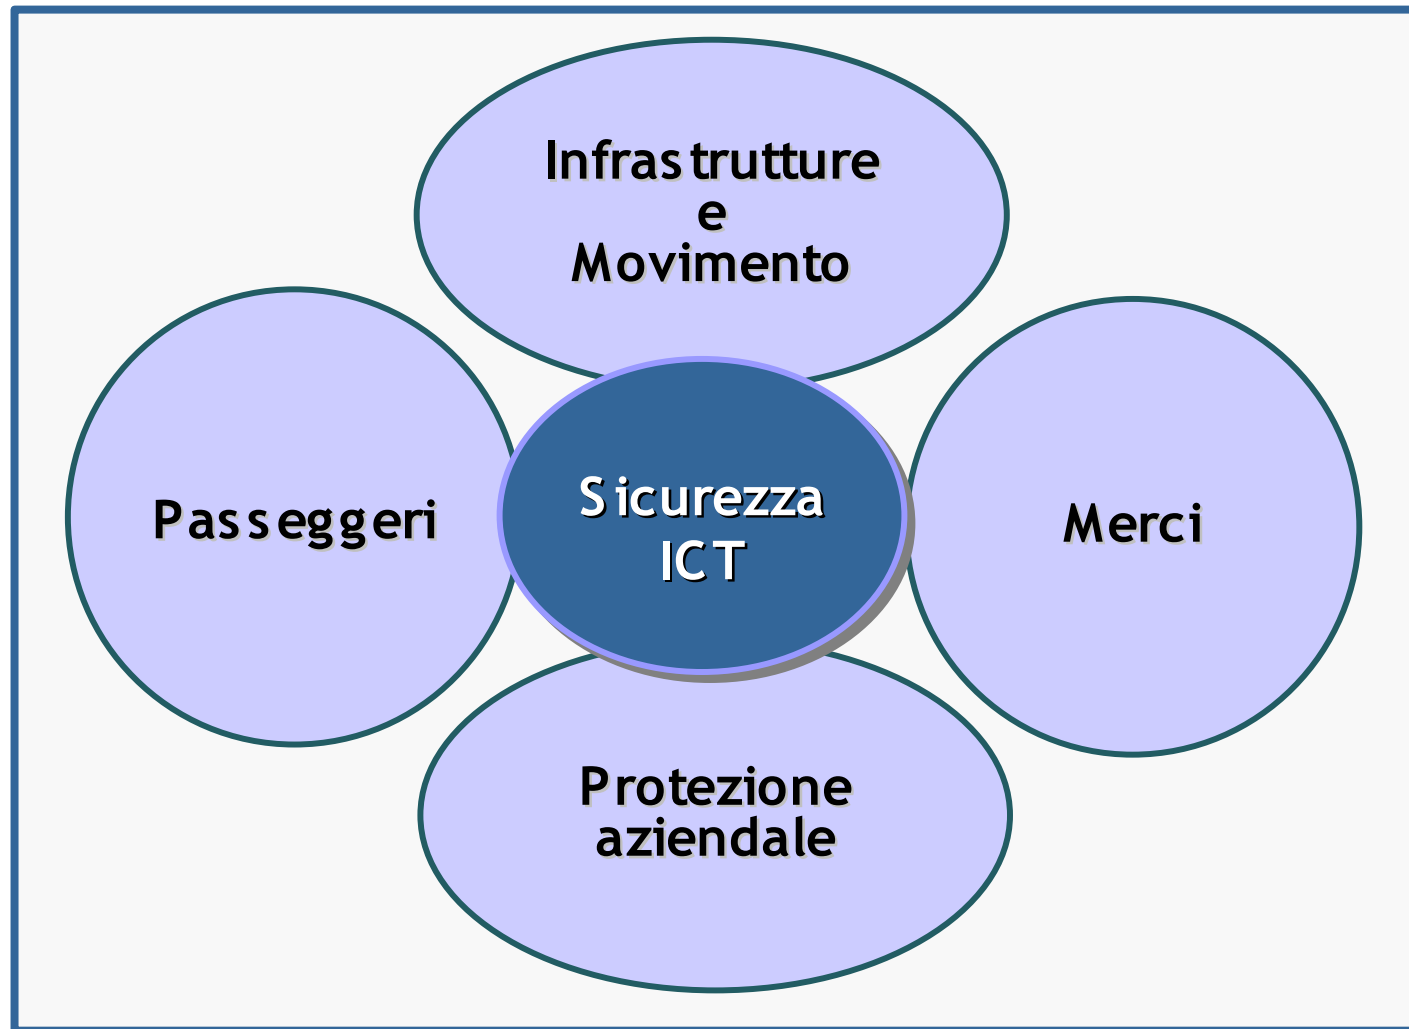 Infrastrutture
e
Movimento
Passeggeri
Sicurezza
ICT
Merci
Protezione
aziendale